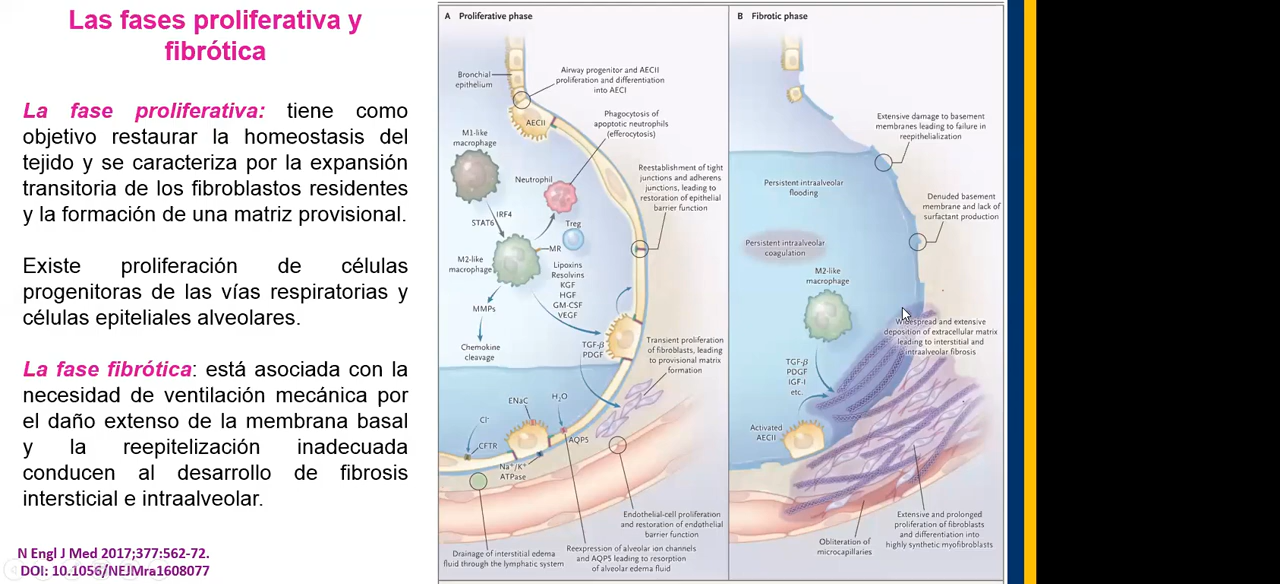 Las fases proliferativa y
fibrótica
La fase proliferativa: tiene como
objetivo restaurar la homeostasis del
tejido y se caracteriza por la expansión
transitoria de los fibroblastos residentes
y la formación de una matriz provisional.
Existe proliferación de células
progenitoras de las vías respiratorias y
células epiteliales alveolares.
La fase fibrótica: está asociada con la
necesidad de ventilación mecánica por
el daño extenso de la membrana basal
y la reepitelización inadecuada
conducen al desarrollo de fibrosis
intersticial e intraalveolar.
N Engl J Med 2017;377:562-72.
DOI: 10.1056/NEJMra1608077
A Proliferative phase
Bronchial
epithelium
Airway progenitor and AECII
proliferation and differentiation
into AECI
AECII
Phagocytosis of
apoptotic neutrophils
(efferocytosis)
M1-like
macrophage
Neutrophil
Reestablishment of tight
junctions and adherens
junctions, leading to
restoration of epithelial
barrier function
IRF4
STAT6
Treg
MR
M2-like
macrophage
Lipoxins
Resolvins
KGF
HGF
GM-CSF
VEGF
MMPs
Chemokine
cleavage
TGF-β
PDGF
Transient proliferation
of fibroblasts, leading
to provisional matrix
formation
ENaC
H2O
Cl-
CFTR
AQP5
Na+/K+
ATPase
Endothelial-cell proliferation
and restoration of endothelial
barrier function
Drainage of interstitial edema
fluid through the lymphatic system
Reexpression of alveolar ion channels
and AQP5 leading to resorption
of alveolar edema fluid
B Fibrotic phase
Extensive damage to basement
membranes leading to failure in
reepithelialization
Persistent intraalveolar
flooding
Denuded basement
membrane and lack of
surfactant production
Persistent intraalveolar
coagulation
M2-like
macrophage
Widespread and extensive
deposition of extracellular matrix
leading to interstitial and
intraalveolar fibrosis
TGF-β
PDGF
IGF-I
etc.
Activated
AECII
Obliteration of
microcapillaries
Extensive and prolonged
proliferation of fibroblasts
and differentiation into
highly synthetic myofibroblasts